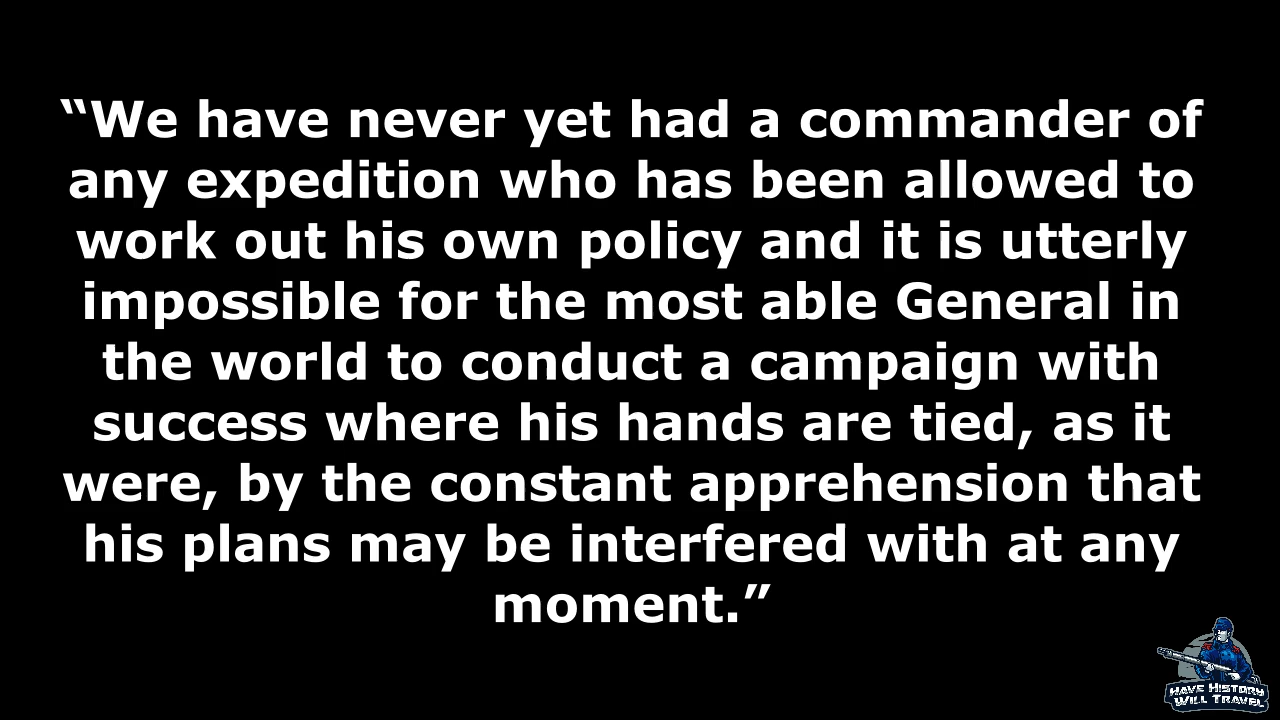 “We have never yet had a commander of
any expedition who has been allowed to
work out his own policy and it is utterly
impossible for the most able General in
the world to conduct a campaign with
success where his hands are tied, as it
were, by the constant apprehension that
his plans may be interfered with at any
moment.”
HAVE HISTORY
WILL TRAVEL